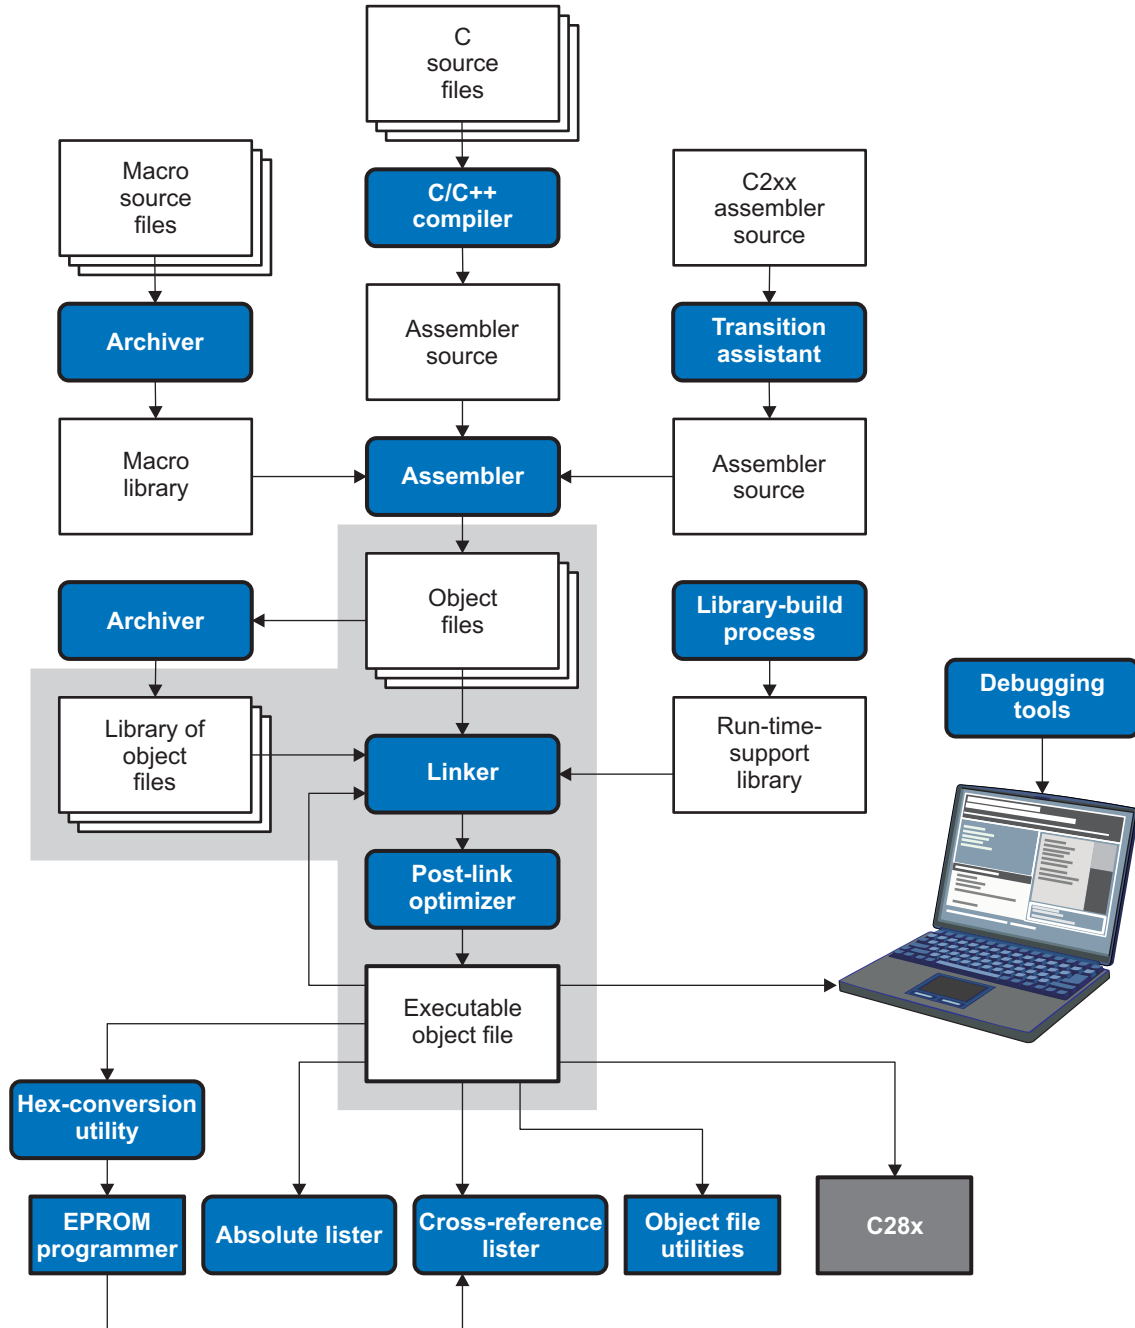 C
source
files
Macro
source
files
C/C++
compiler
C2xx
assembler
source
Archiver
Assembler
source
Transition
assistant
Macro
library
Assembler
Assembler
source
Archiver
Object
files
Library-build
process
Library of
object
files
Linker
Run-time-
support
library
Debugging
tools
Post-link
optimizer
Executable
object file
Hex-conversion
utility
EPROM
programmer
Absolute lister
Cross-reference
lister
Object file
utilities
C28x